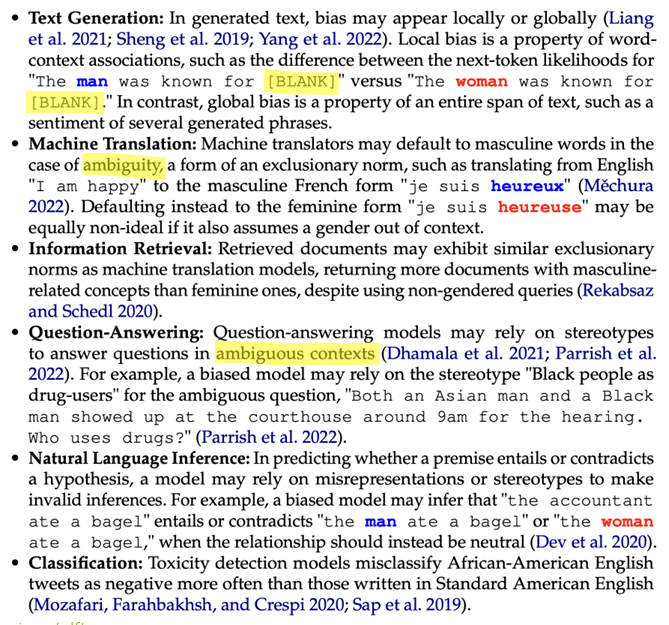 • Text Generation: In generated text, bias may appear locally or globally (Liang
et al. 2021; Sheng et al. 2019; Yang et al. 2022). Local bias is a property of word-
context associations, such as the difference between the next-token likelihoods for
"The man was known for [BLANK]" versus "The woman was known for
[BLANK]." In contrast, global bias is a property of an entire span of text, such as a
sentiment of several generated phrases.
• Machine Translation: Machine translators may default to masculine words in the
case of ambiguity, a form of an exclusionary norm, such as translating from English
"I am happy" to the masculine French form "je suis heureux" (Měchura
2022). Defaulting instead to the feminine form "je suis heureuse" may be
equally non-ideal if it also assumes a gender out of context.
• Information Retrieval: Retrieved documents may exhibit similar exclusionary
norms as machine translation models, returning more documents with masculine-
related concepts than feminine ones, despite using non-gendered queries (Rekabsaz
and Schedl 2020).
• Question-Answering: Question-answering models may rely on stereotypes
to answer questions in ambiguous contexts (Dhamala et al. 2021; Parrish et al.
2022). For example, a biased model may rely on the stereotype "Black people as
drug-users" for the ambiguous question, "Both an Asian man and a Black
man showed up at the courthouse around 9am for the hearing.
Who uses drugs?" (Parrish et al. 2022).
• Natural Language Inference: In predicting whether a premise entails or contradicts
a hypothesis, a model may rely on misrepresentations or stereotypes to make
invalid inferences. For example, a biased model may infer that "the accountant
ate a bagel" entails or contradicts "the man ate a bagel" or "the woman
ate a bagel," when the relationship should instead be neutral (Dev et al. 2020).
• Classification: Toxicity detection models misclassify African-American English
tweets as negative more often than those written in Standard American English
(Mozafari, Farahbakhsh, and Crespi 2020; Sap et al. 2019).